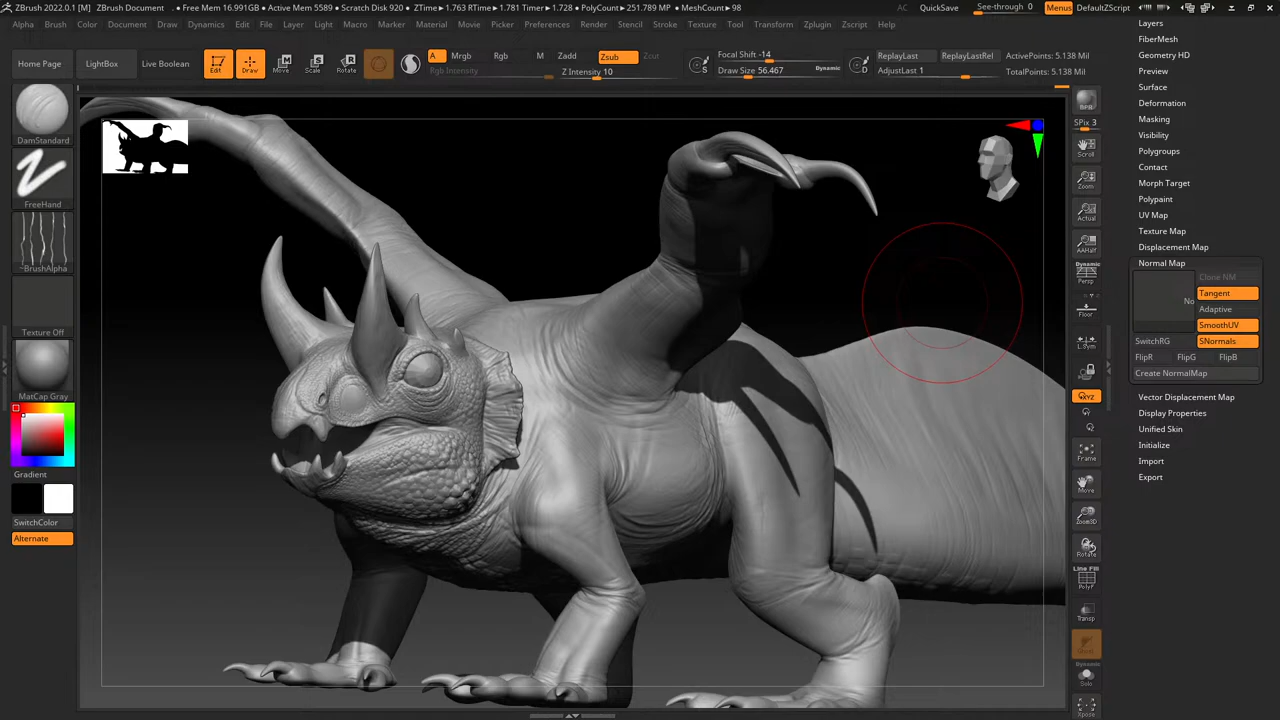 ZBrush 2022.0.1 [M] ZBrush Document . ● Free Mem 16.991GB ● Active Mem 5589 ● Scratch Disk 920 ● ZTime▸1.763 RTime▸1.781 Timer▸1.728 ● PolyCount▸251.789 MP ● MeshCount▸98 AC QuickSave See-through 0 Menus DefaultZScript
Alpha Brush Color Document Draw Dynamics Edit File Layer Light Macro Marker Material Movie Picker Preferences Render Stencil Stroke Texture Tool Transform Zplugin Zscript Help
Home Page LightBox Live Boolean Edit Draw Move Scale Rotate A Mrgb Rgb M Zadd Zsub Zcut
Rgb Intensity Z Intensity 10
Focal Shift -14
Draw Size 56.467 Dynamic
S
D
ReplayLast ReplayLastRel ActivePoints: 5.138 Mil
AdjustLast 1 TotalPoints: 5.138 Mil
DamStandard
FreeHand
~BrushAlpha
Texture Off
MatCap Gray
Gradient
SwitchColor
Alternate
BPR
SPix 3
Scroll
Zoom
Actual
AAHalf
Dynamic
Persp
Floor
L.Sym
XYZ
Frame
Move
Zoom3D
Rotate
Line Fill
PolyF
Transp
Dynamic
Solo
Xpose
Layers
FiberMesh
Geometry HD
Preview
Surface
Deformation
Masking
Visibility
Polygroups
Contact
Morph Target
Polypaint
UV Map
Texture Map
Displacement Map
Normal Map
Clone NM
No
Tangent
Adaptive
SmoothUV
SwitchRG SNormals
FlipR FlipG FlipB
Create NormalMap
Vector Displacement Map
Display Properties
Unified Skin
Initialize
Import
Export